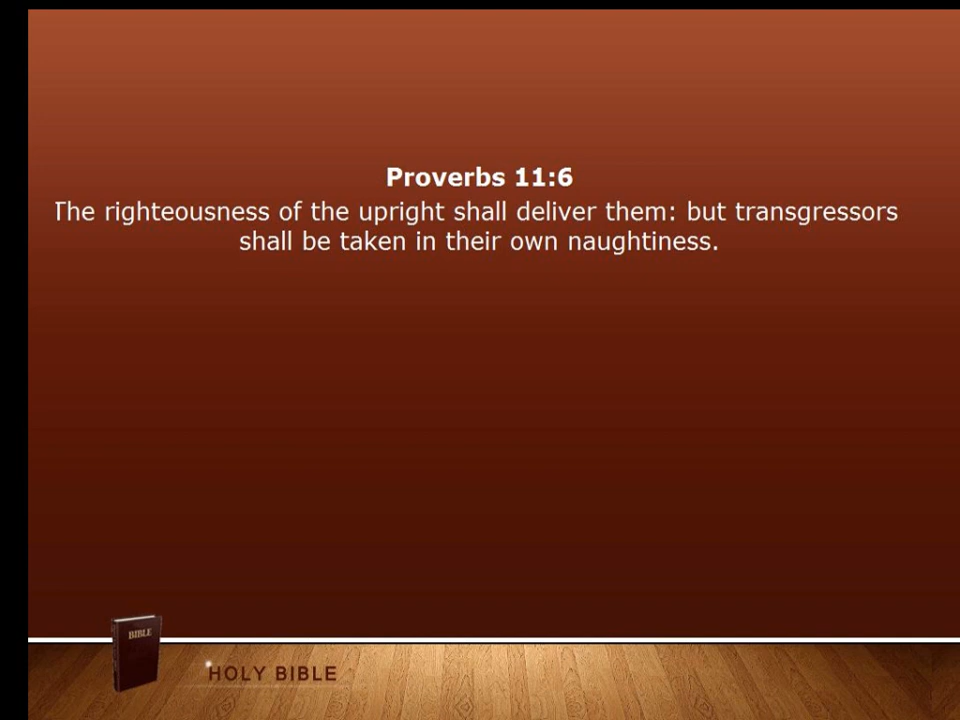 Proverbs 11:6
The righteousness of the upright shall deliver them: but transgressors
shall be taken in their own naughtiness.
BIBLE
HOLY BIBLE